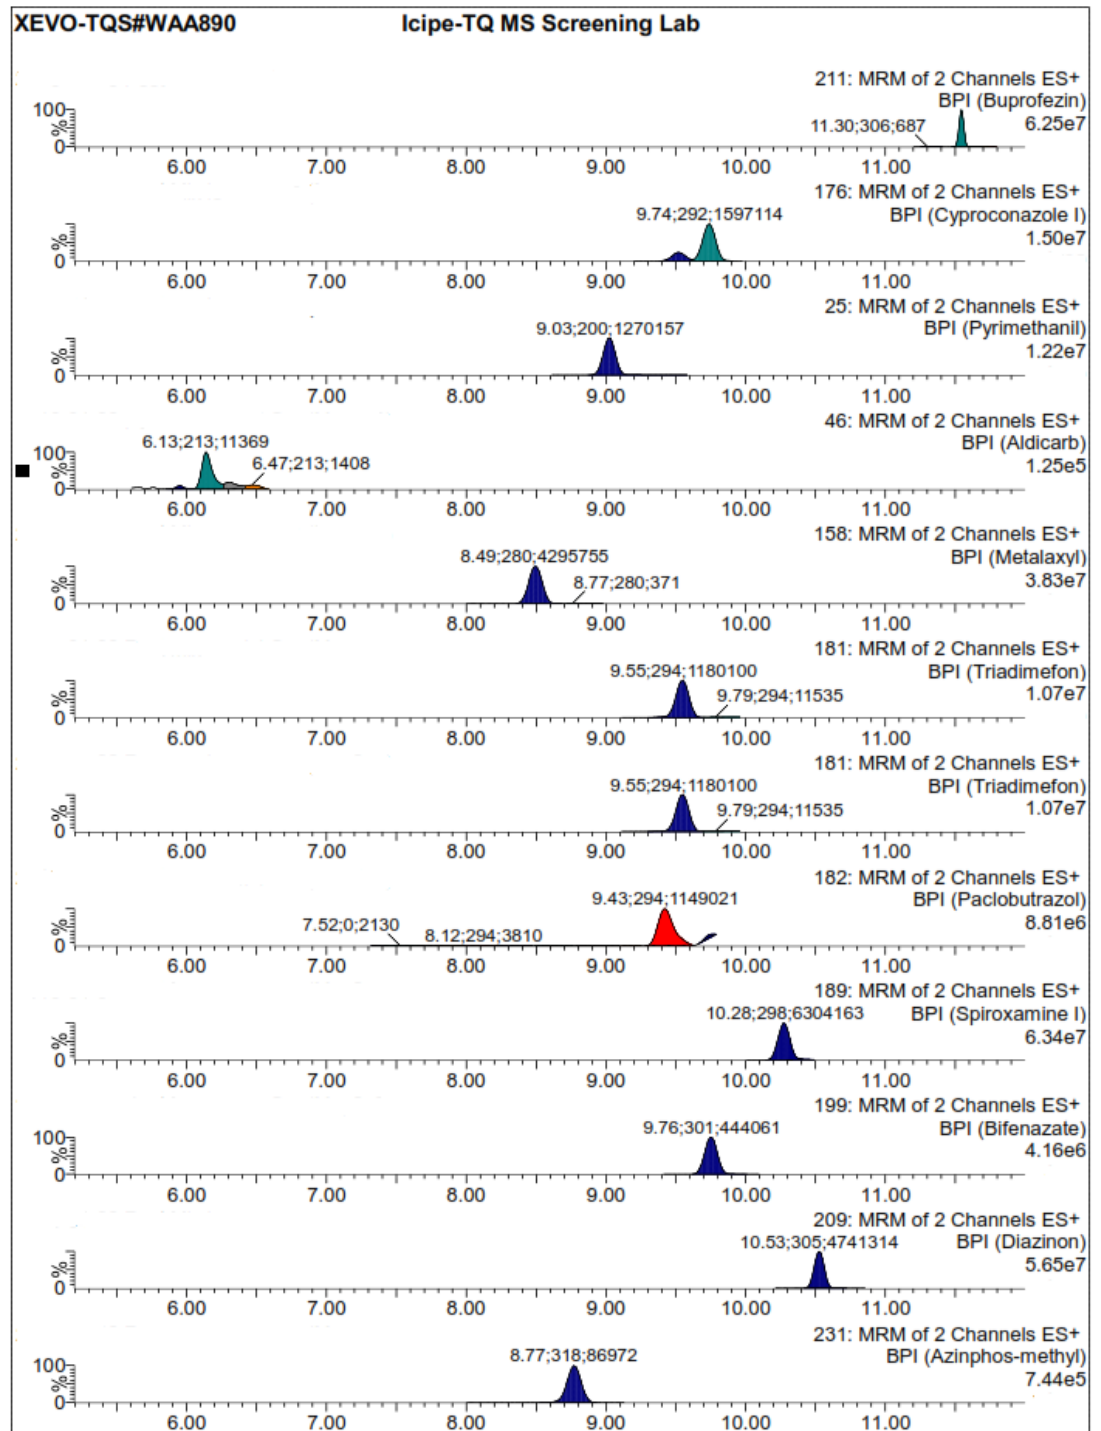 XEVO-TQS#WAA890 Icipe-TQ MS Screening Lab
211: MRM of 2 Channels ES+
BPI (Buprofezin)
6.25e7
11.30;306;687
100
%
0
6.00 7.00 8.00 9.00 10.00 11.00
176: MRM of 2 Channels ES+
BPI (Cyproconazole I)
1.50e7
9.74;292;1597114
%
0
6.00 7.00 8.00 9.00 10.00 11.00
25: MRM of 2 Channels ES+
BPI (Pyrimethanil)
1.22e7
9.03;200;1270157
%
0
6.00 7.00 8.00 9.00 10.00 11.00
46: MRM of 2 Channels ES+
BPI (Aldicarb)
1.25e5
6.13;213;11369
6.47;213;1408
100
%
0
6.00 7.00 8.00 9.00 10.00 11.00
158: MRM of 2 Channels ES+
BPI (Metalaxyl)
3.83e7
8.49;280;4295755
8.77;280;371
%
0
6.00 7.00 8.00 9.00 10.00 11.00
181: MRM of 2 Channels ES+
BPI (Triadimefon)
1.07e7
9.55;294;1180100
9.79;294;11535
%
0
6.00 7.00 8.00 9.00 10.00 11.00
181: MRM of 2 Channels ES+
BPI (Triadimefon)
1.07e7
9.55;294;1180100
9.79;294;11535
%
0
6.00 7.00 8.00 9.00 10.00 11.00
182: MRM of 2 Channels ES+
BPI (Paclobutrazol)
8.81e6
9.43;294;1149021
7.52;0;2130
8.12;294;3810
%
0
6.00 7.00 8.00 9.00 10.00 11.00
189: MRM of 2 Channels ES+
BPI (Spiroxamine I)
6.34e7
10.28;298;6304163
%
0
6.00 7.00 8.00 9.00 10.00 11.00
199: MRM of 2 Channels ES+
BPI (Bifenazate)
4.16e6
9.76;301;444061
100
%
0
6.00 7.00 8.00 9.00 10.00 11.00
209: MRM of 2 Channels ES+
BPI (Diazinon)
5.65e7
10.53;305;4741314
%
0
6.00 7.00 8.00 9.00 10.00 11.00
231: MRM of 2 Channels ES+
BPI (Azinphos-methyl)
7.44e5
8.77;318;86972
100
%
0
6.00 7.00 8.00 9.00 10.00 11.00